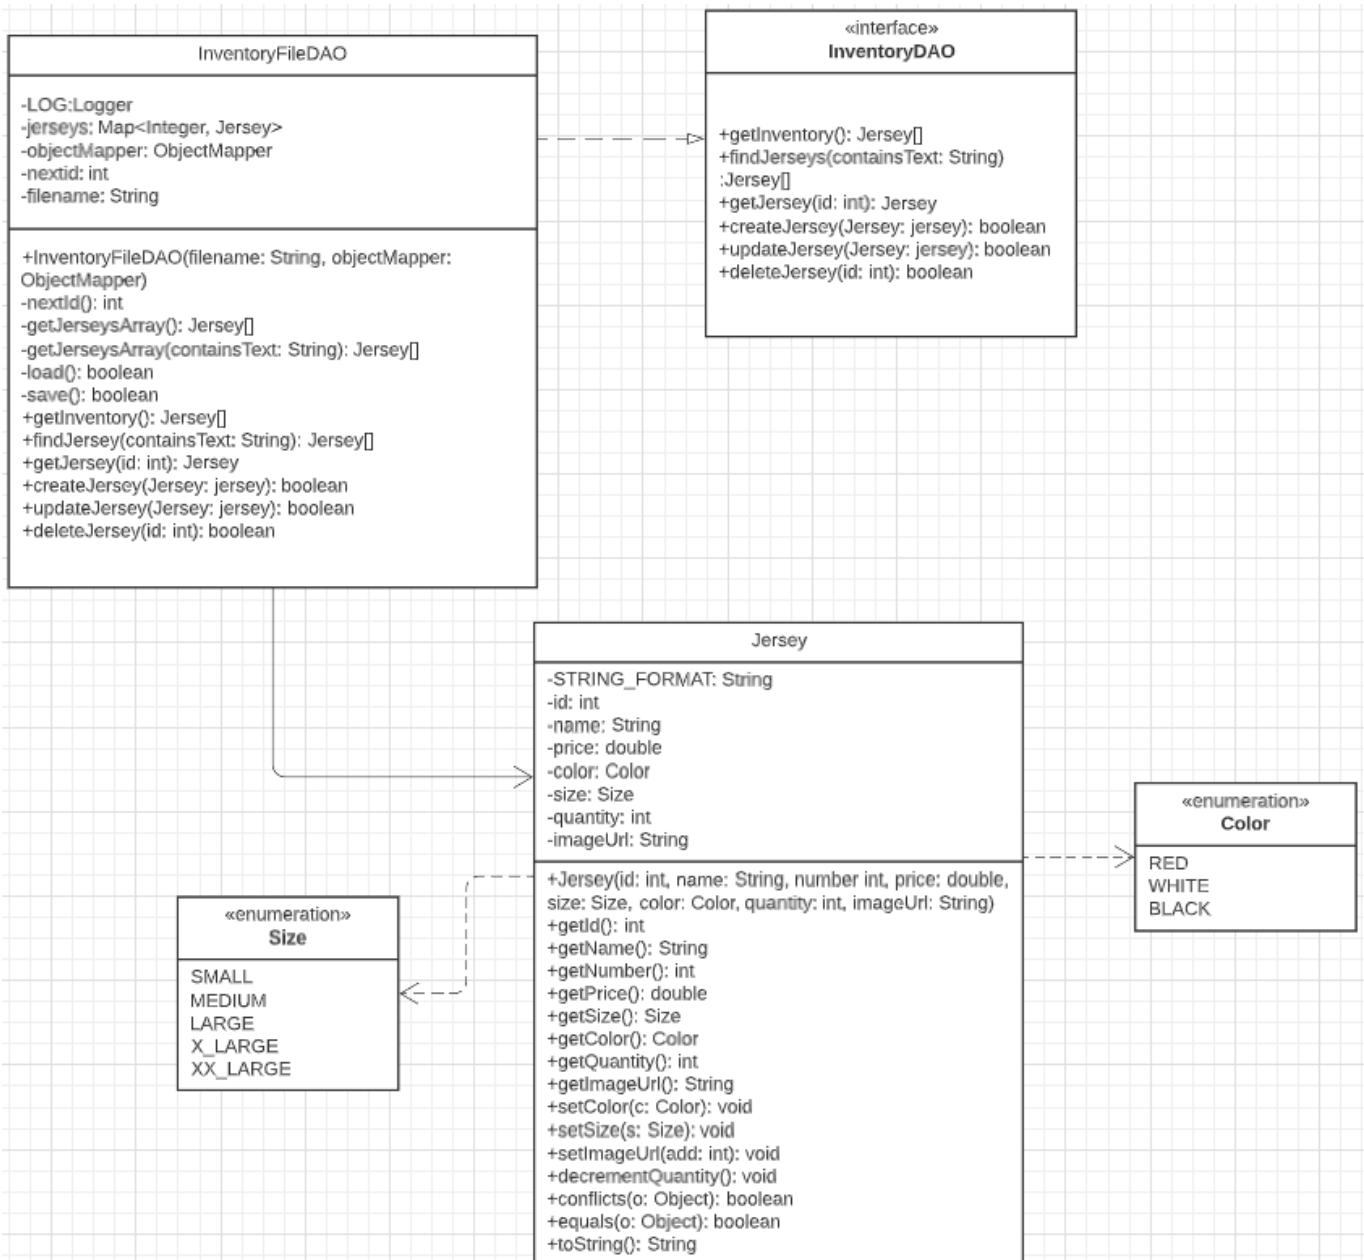 InventoryFileDAO
-LOG:Logger
-jerseys: Map<Integer, Jersey>
-objectMapper: ObjectMapper
-nextid: int
-filename: String
+InventoryFileDAO(filename: String, objectMapper:
ObjectMapper)
-nextId(): int
-getJerseysArray(): Jersey[]
-getJerseysArray(containsText: String): Jersey[]
-load(): boolean
-save(): boolean
+getInventory(): Jersey[]
+findJersey(containsText: String): Jersey[]
+getJersey(id: int): Jersey
+createJersey(Jersey: jersey): boolean
+updateJersey(Jersey: jersey): boolean
+deleteJersey(id: int): boolean
«interface»
InventoryDAO
+getInventory(): Jersey[]
+findJerseys(containsText: String)
:Jersey[]
+getJersey(id: int): Jersey
+createJersey(Jersey: jersey): boolean
+updateJersey(Jersey: jersey): boolean
+deleteJersey(id: int): boolean
Jersey
-STRING_FORMAT: String
-id: int
-name: String
-price: double
-color: Color
-size: Size
-quantity: int
-imageUrl: String
+Jersey(id: int, name: String, number int, price: double,
size: Size, color: Color, quantity: int, imageUrl: String)
+getId(): int
+getName(): String
+getNumber(): int
+getPrice(): double
+getSize(): Size
+getColor(): Color
+getQuantity(): int
+getImageUrl(): String
+setColor(c: Color): void
+setSize(s: Size): void
+setImageUrl(add: int): void
+decrementQuantity(): void
+conflicts(o: Object): boolean
+equals(o: Object): boolean
+toString(): String
«enumeration»
Size
SMALL
MEDIUM
LARGE
X_LARGE
XX_LARGE
«enumeration»
Color
RED
WHITE
BLACK